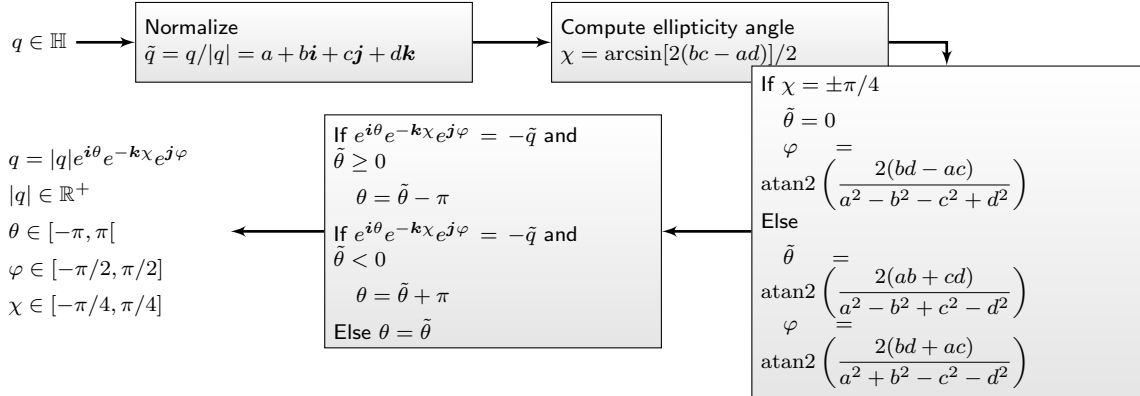 q ∈ ℍ
Normalize
q̃ = q/|q| = a + b𝒊 + c𝒋 + d𝒌
Compute ellipticity angle
χ = arcsin[2(bc − ad)]/2
If χ = ±π/4
θ̃ = 0
φ =
atan2 ( 2(bd − ac) / a² − b² − c² + d² )
Else
θ̃ =
atan2 ( 2(ab + cd) / a² − b² + c² − d² )
φ =
atan2 ( 2(bd + ac) / a² + b² − c² − d² )
If e^{𝒊θ} e^{−𝒌χ} e^{𝒋φ} = −q̃ and
θ̃ ≥ 0
θ = θ̃ − π
If e^{𝒊θ} e^{−𝒌χ} e^{𝒋φ} = −q̃ and
θ̃ < 0
θ = θ̃ + π
Else θ = θ̃
q = |q|e^{𝒊θ} e^{−𝒌χ} e^{𝒋φ}
|q| ∈ ℝ⁺
θ ∈ [−π, π[
φ ∈ [−π/2, π/2]
χ ∈ [−π/4, π/4]